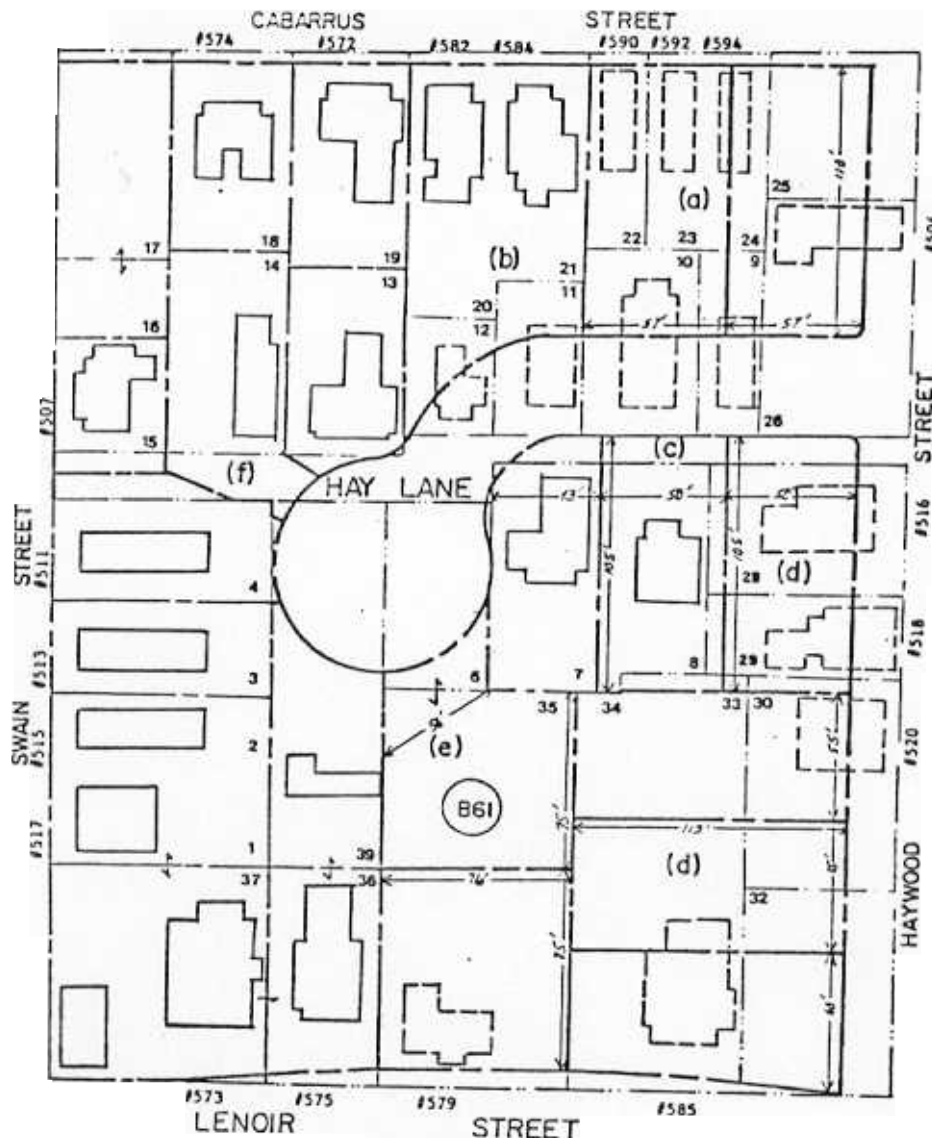 CABARRUS STREET
#574 #572 #582 #584 #590 #592 #594
118'
25
(a)
17 18 22 23 24
14 19 (b) 21 10 9
13 20 11
16 12 57' 57'
#507
26
15
(c)
(f)
HAY LANE
STREET
#516
STREET
#511
105' 105'
(d)
4 28
#518
#513
3 6 7 8 29
35 34 33 30
SWAIN
#515
2 (e)
#520
55'
B61
75' 113'
#517
1 39 (d)
37 36 76'
32
HAYWOOD
75'
#573 #575 #579 #585
LENOIR STREET